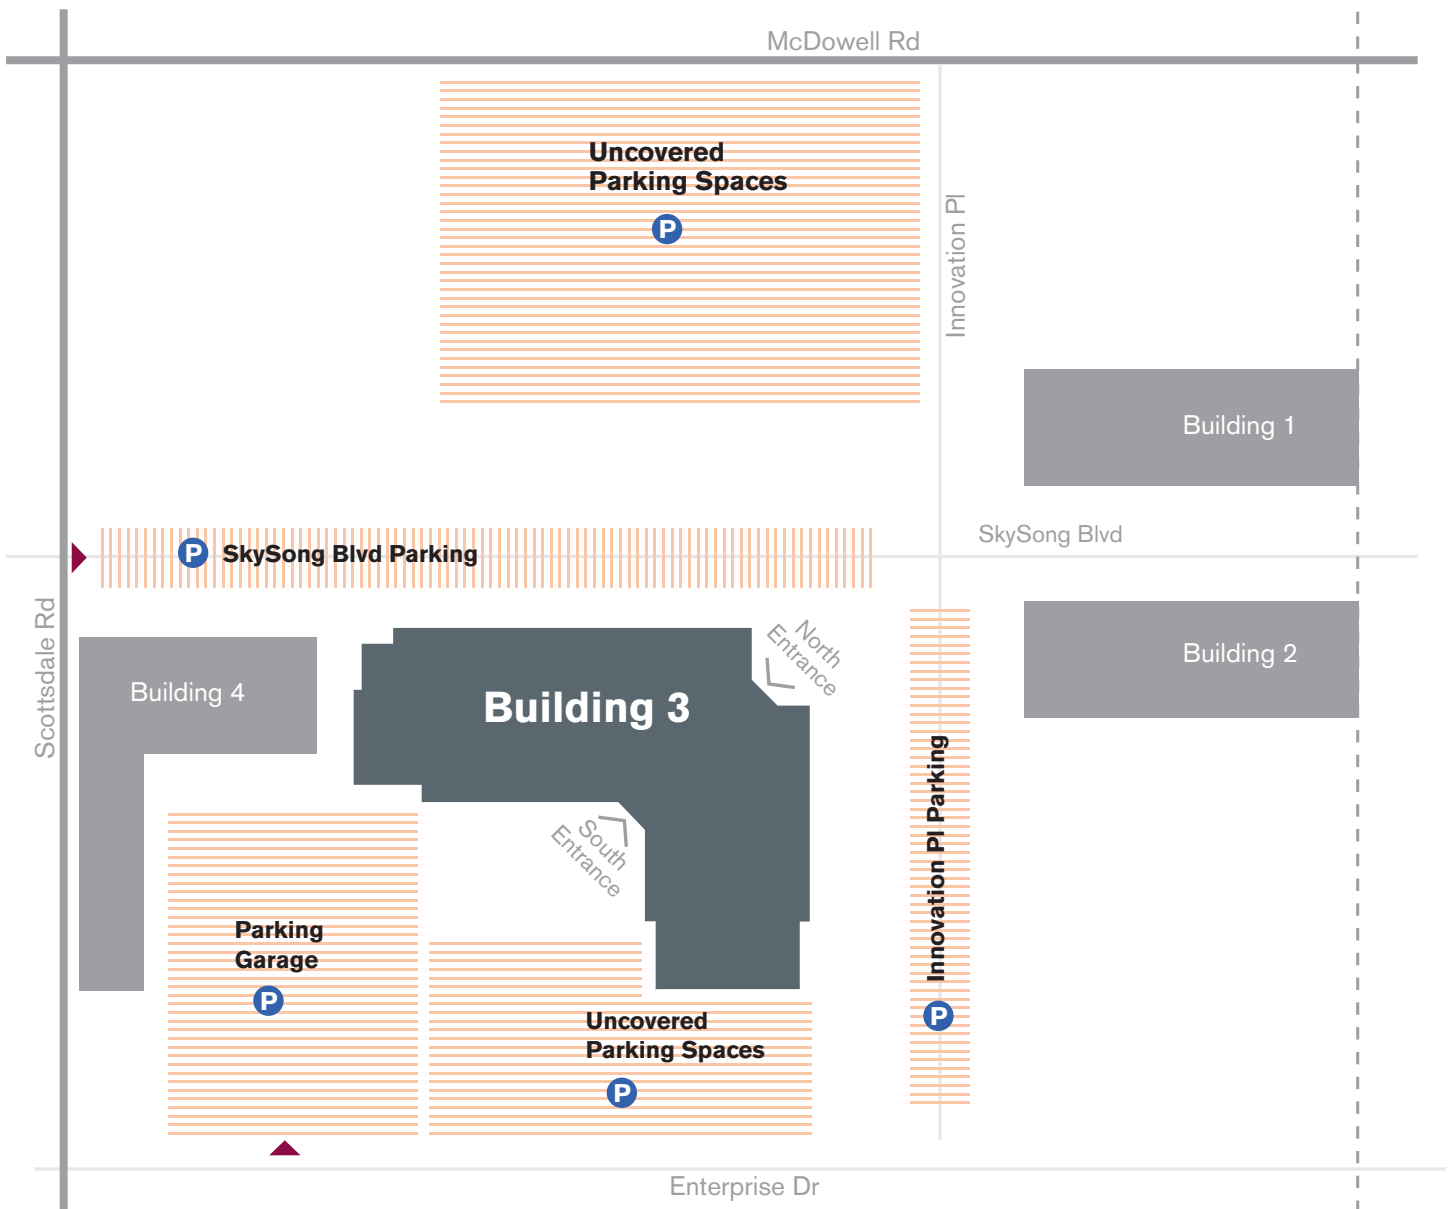 McDowell Rd
Uncovered
Parking Spaces
P
Innovation Pl
Building 1
SkySong Blvd
P SkySong Blvd Parking
Scottsdale Rd
Building 4
Building 3
North
Entrance
Building 2
South
Entrance
Innovation Pl Parking
P
Parking
Garage
P
Uncovered
Parking Spaces
P
Enterprise Dr